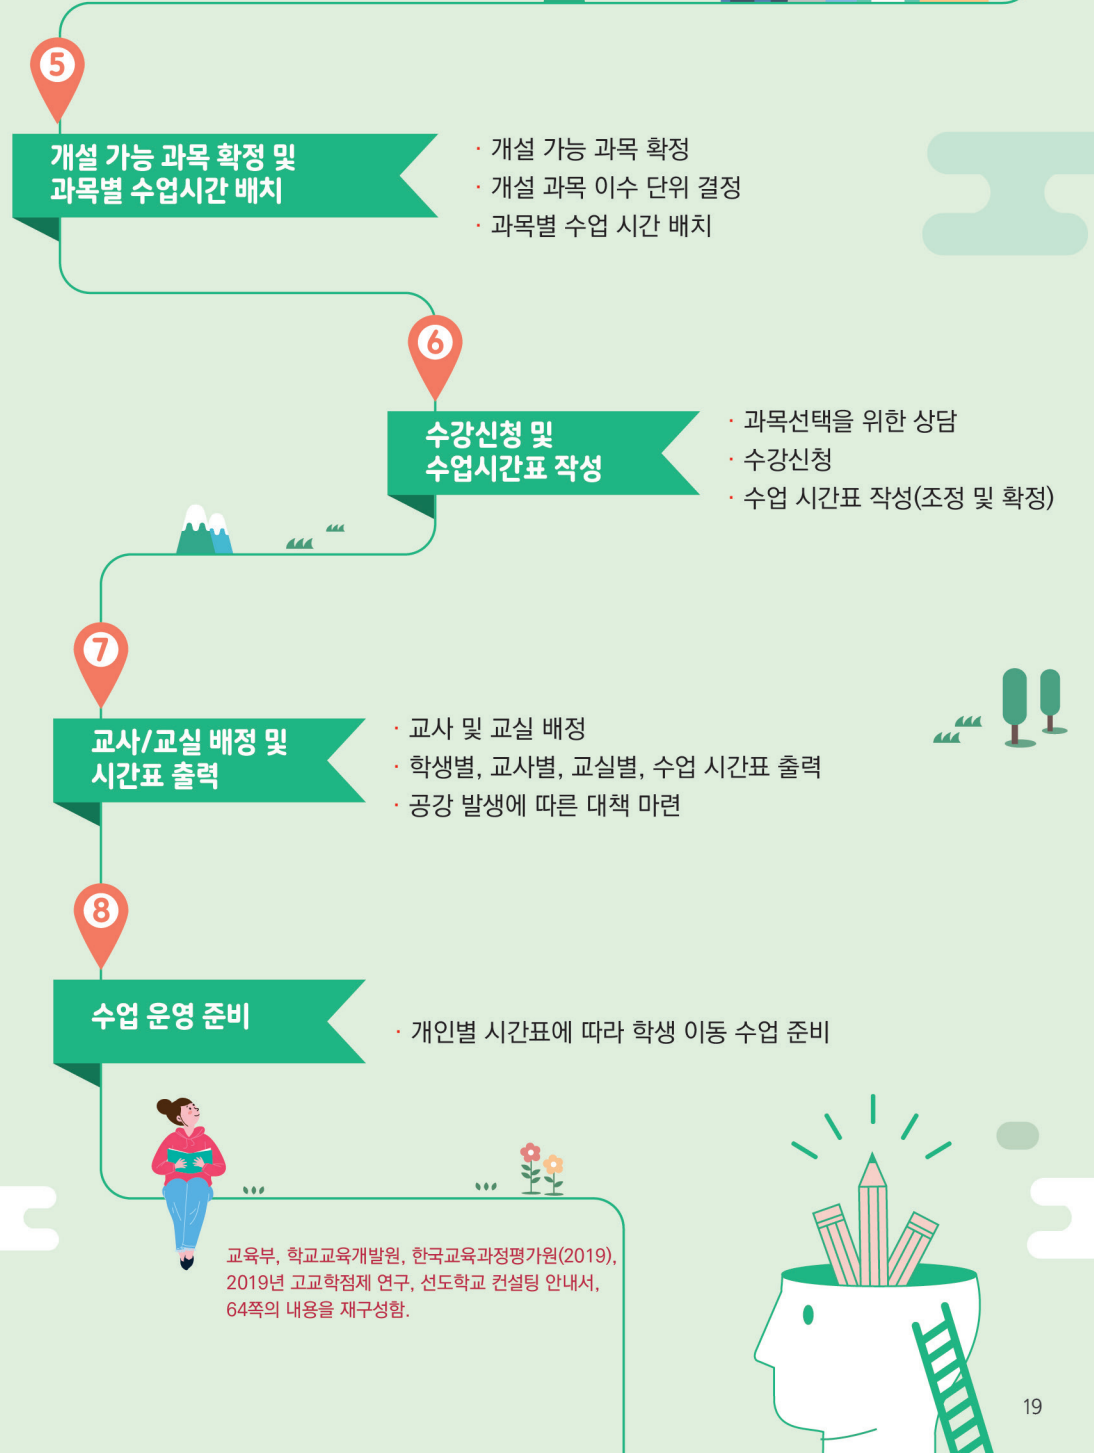 5
개설 가능 과목 확정 및
과목별 수업시간 배치
· 개설 가능 과목 확정
· 개설 과목 이수 단위 결정
· 과목별 수업 시간 배치
6
수강신청 및
수업시간표 작성
· 과목선택을 위한 상담
· 수강신청
· 수업 시간표 작성(조정 및 확정)
7
교사/교실 배정 및
시간표 출력
· 교사 및 교실 배정
· 학생별, 교사별, 교실별, 수업 시간표 출력
· 공강 발생에 따른 대책 마련
8
수업 운영 준비
· 개인별 시간표에 따라 학생 이동 수업 준비
교육부, 학교교육개발원, 한국교육과정평가원(2019),
2019년 고교학점제 연구, 선도학교 컨설팅 안내서,
64쪽의 내용을 재구성함.
19